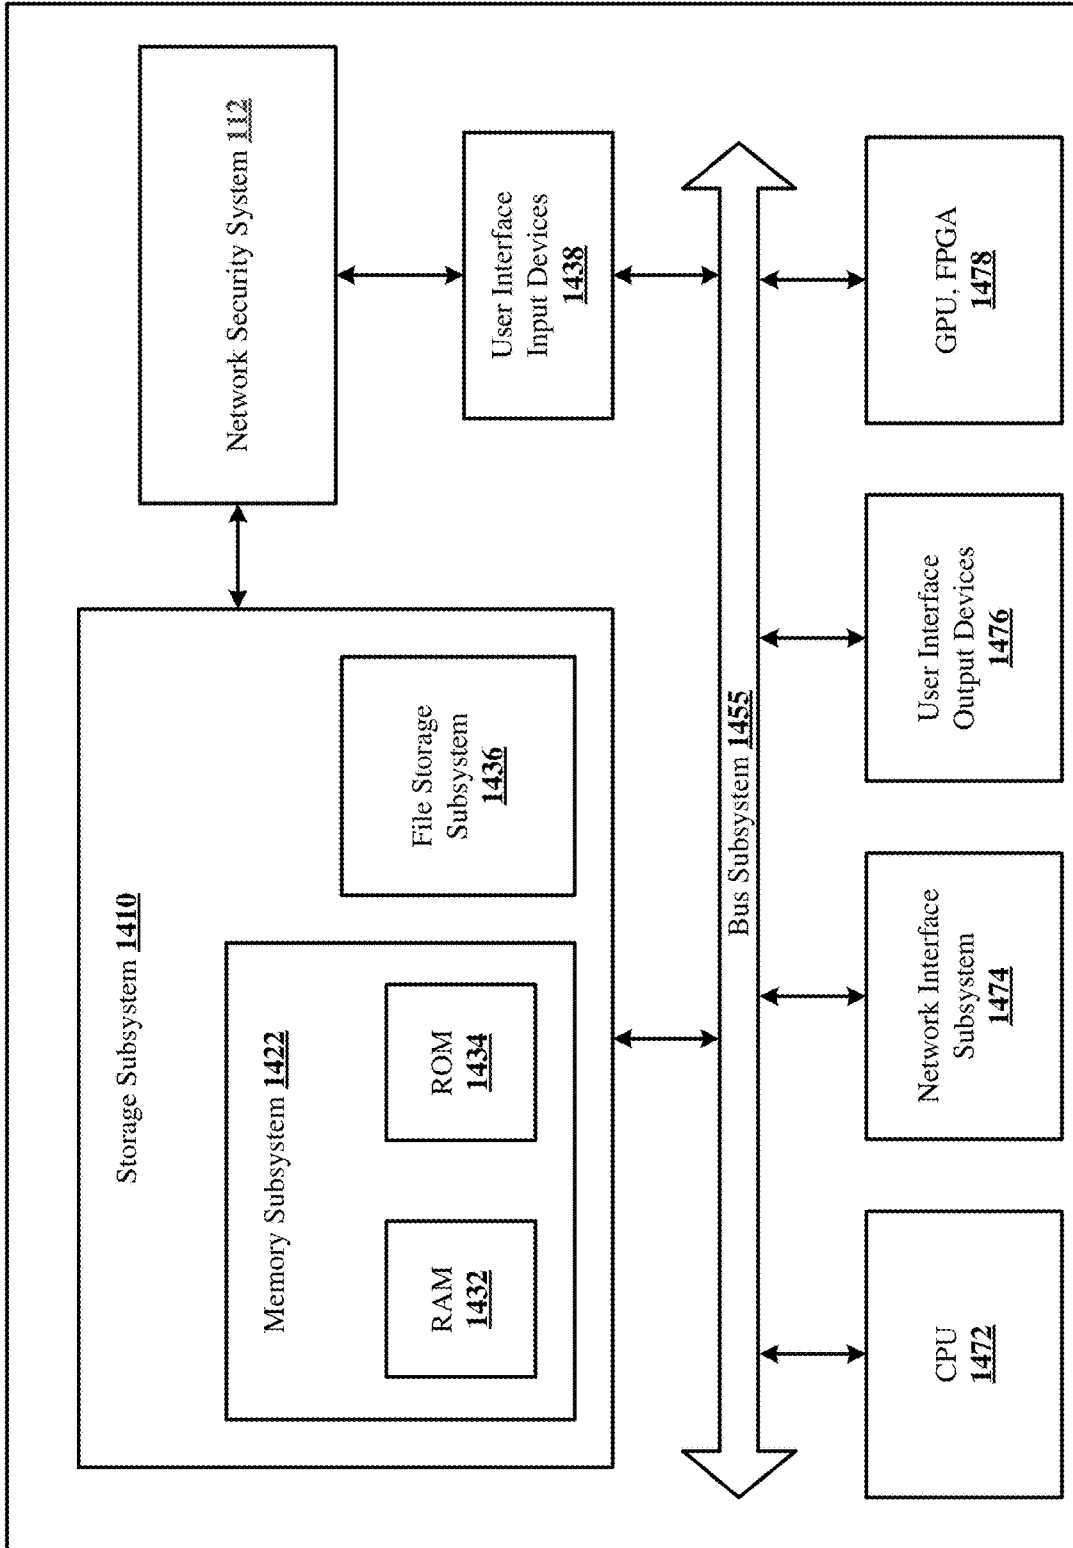 Storage Subsystem 1410
Memory Subsystem 1422
RAM
1432
ROM
1434
File Storage
Subsystem
1436
Network Security System 112
User Interface
Input Devices
1438
Bus Subsystem 1455
CPU
1472
Network Interface
Subsystem
1474
User Interface
Output Devices
1476
GPU, FPGA
1478